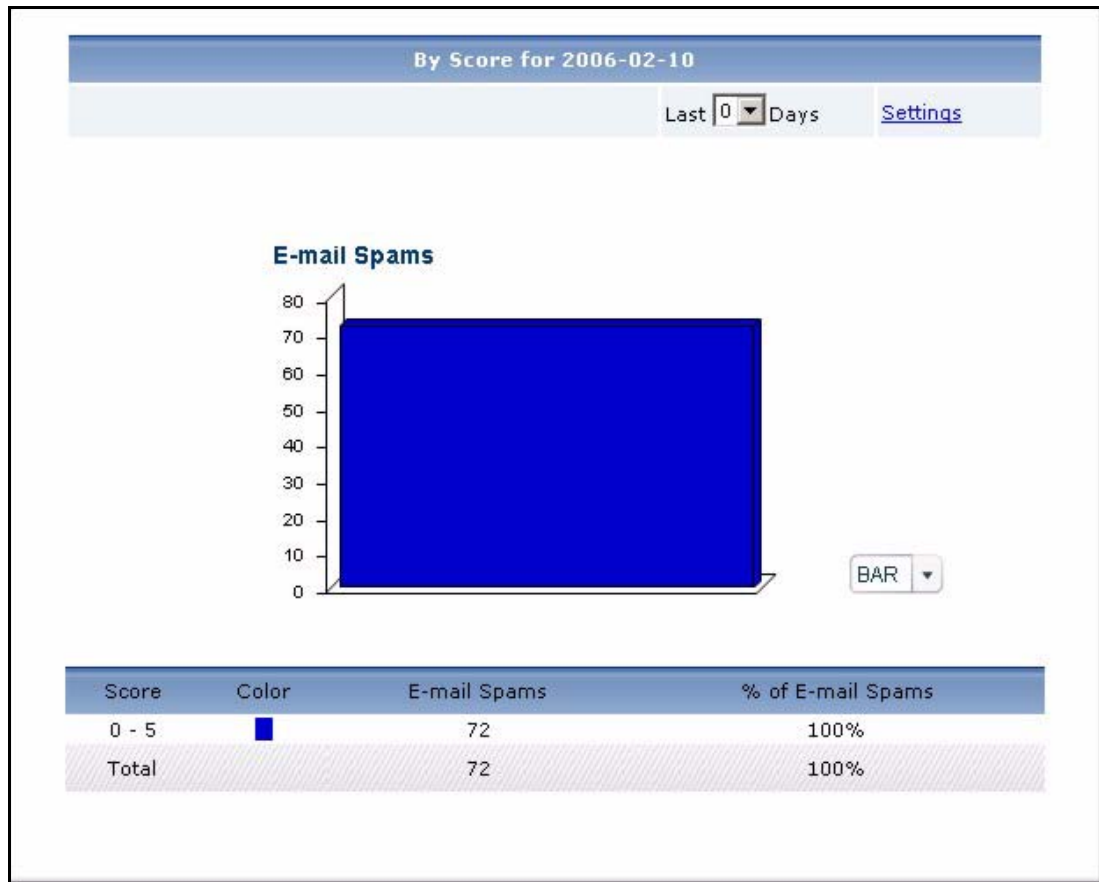 By Score for 2006-02-10
Last 0 Days Settings
E-mail Spams
80
70
60
50
40
30
20
10
0
BAR
Score Color E-mail Spams % of E-mail Spams
0 - 5 72 100%
Total 72 100%